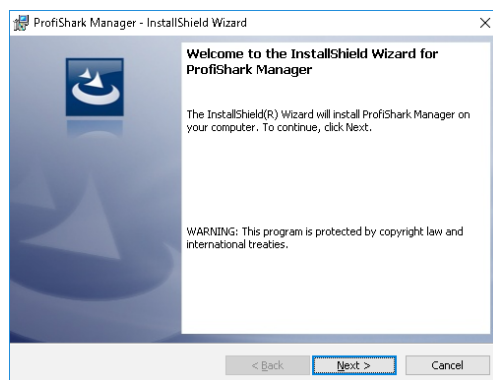 ProfiShark Manager - InstallShield Wizard
Welcome to the InstallShield Wizard for
ProfiShark Manager
The InstallShield(R) Wizard will install ProfiShark Manager on
your computer. To continue, click Next.
WARNING: This program is protected by copyright law and
international treaties.
< Back
Next >
Cancel